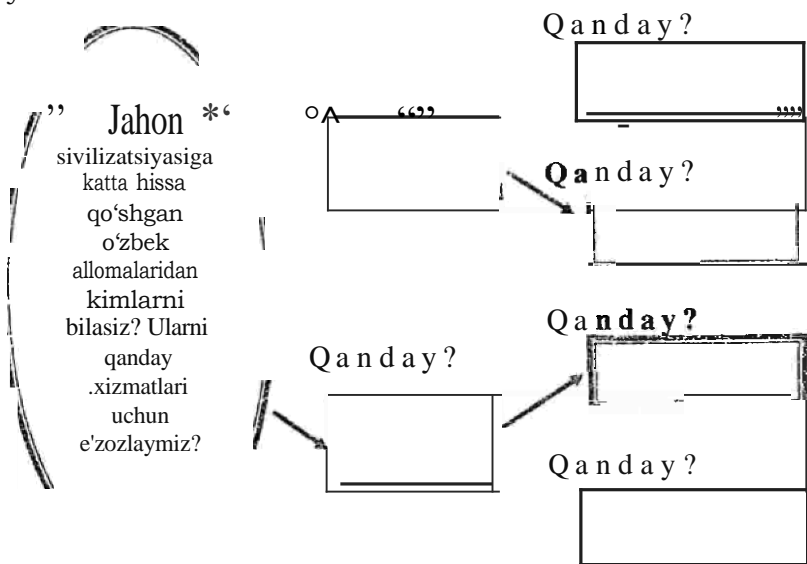 Qanday?
Jahon
sivilizatsiyasiga
katta hissa
qo‘shgan
o‘zbek
allomalaridan
kimlarni
bilasiz? Ularni
qanday
.xizmatlari
uchun
e'zozlaymiz?
Qanday?
Qanday?
Qanday?
Qanday?